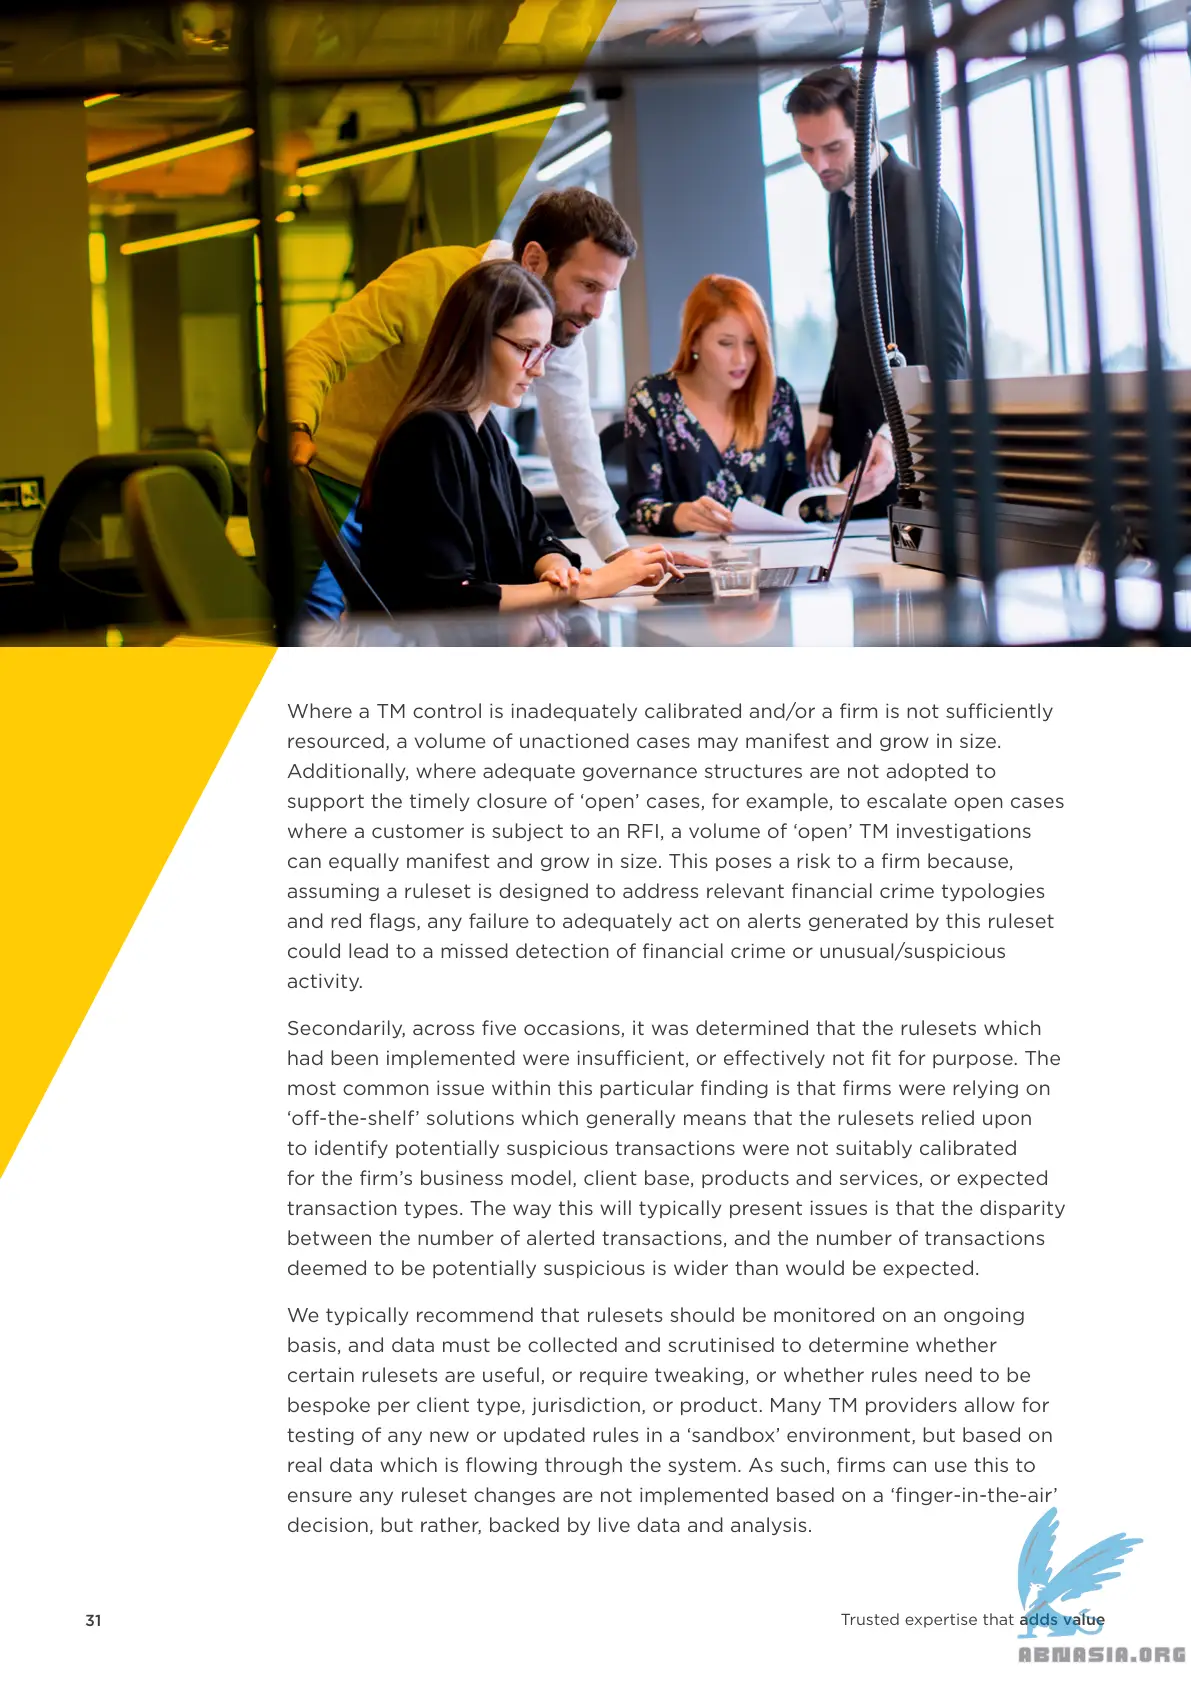 Where a TM control is inadequately calibrated and/or a firm is not sufficiently
resourced, a volume of unactioned cases may manifest and grow in size.
Additionally, where adequate governance structures are not adopted to
support the timely closure of ‘open’ cases, for example, to escalate open cases
where a customer is subject to an RFI, a volume of ‘open’ TM investigations
can equally manifest and grow in size. This poses a risk to a firm because,
assuming a ruleset is designed to address relevant financial crime typologies
and red flags, any failure to adequately act on alerts generated by this ruleset
could lead to a missed detection of financial crime or unusual/suspicious
activity.
Secondarily, across five occasions, it was determined that the rulesets which
had been implemented were insufficient, or effectively not fit for purpose. The
most common issue within this particular finding is that firms were relying on
‘off-the-shelf’ solutions which generally means that the rulesets relied upon
to identify potentially suspicious transactions were not suitably calibrated
for the firm’s business model, client base, products and services, or expected
transaction types. The way this will typically present issues is that the disparity
between the number of alerted transactions, and the number of transactions
deemed to be potentially suspicious is wider than would be expected.
We typically recommend that rulesets should be monitored on an ongoing
basis, and data must be collected and scrutinised to determine whether
certain rulesets are useful, or require tweaking, or whether rules need to be
bespoke per client type, jurisdiction, or product. Many TM providers allow for
testing of any new or updated rules in a ‘sandbox’ environment, but based on
real data which is flowing through the system. As such, firms can use this to
ensure any ruleset changes are not implemented based on a ‘finger-in-the-air’
decision, but rather, backed by live data and analysis.
31
Trusted expertise that adds value
ABNASIA.ORG